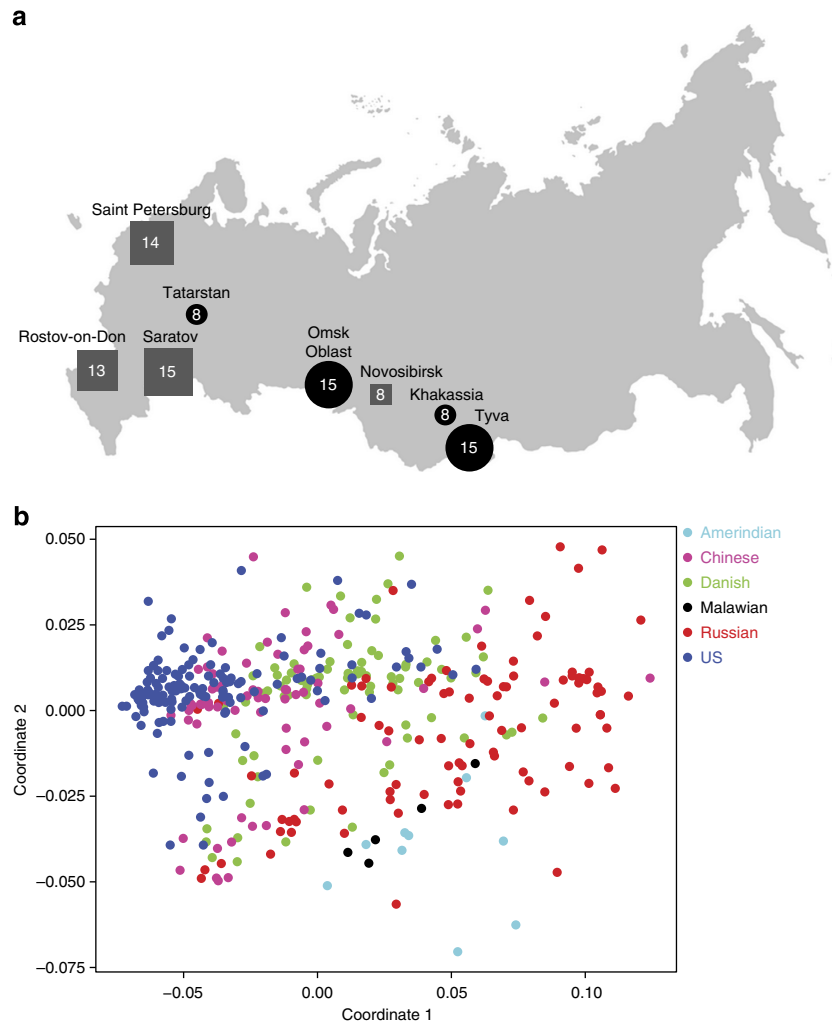 a
Saint Petersburg
14
Tatarstan
8
Rostov-on-Don
Saratov
13
15
Omsk
Oblast
15
Novosibirsk
8
Khakassia
8
Tyva
15
b
0.050
0.025
0.000
−0.025
−0.050
−0.075
Coordinate 2
−0.05
0.00
0.05
0.10
Coordinate 1
Amerindian
Chinese
Danish
Malawian
Russian
US